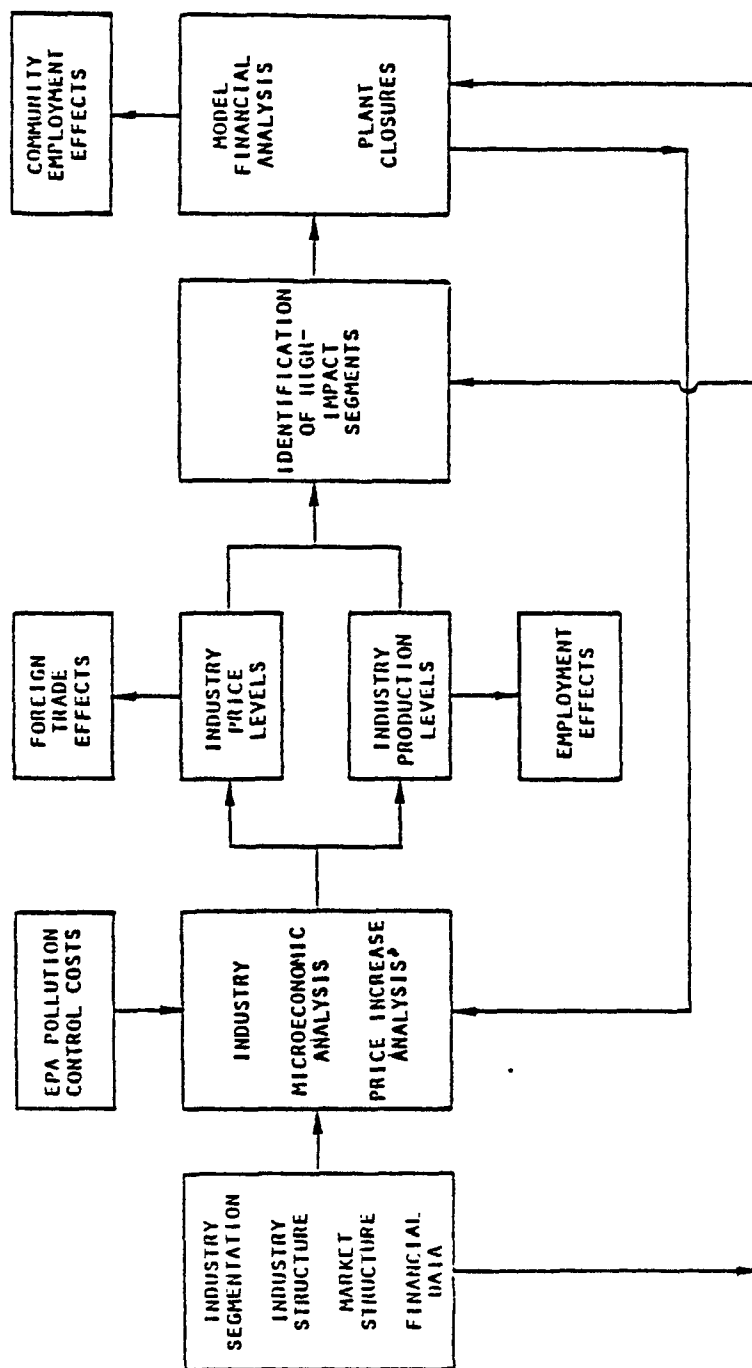 INDUSTRY
SEGMENTATION
INDUSTRY
STRUCTURE
MARKET
STRUCTURE
FINANCIAL
DATA
EPA POLLUTION
CONTROL COSTS
INDUSTRY
MICROECONOMIC
ANALYSIS
PRICE INCREASE
ANALYSIS
FOREIGN
TRADE
EFFECTS
INDUSTRY
PRICE
LEVELS
INDUSTRY
PRODUCTION
LEVELS
EMPLOYMENT
EFFECTS
IDENTIFICATION
OF HIGH-
IMPACT
SEGMENTS
COMMUNITY
EMPLOYMENT
EFFECTS
MODEL
FINANCIAL
ANALYSIS
PLANT
CLOSURES